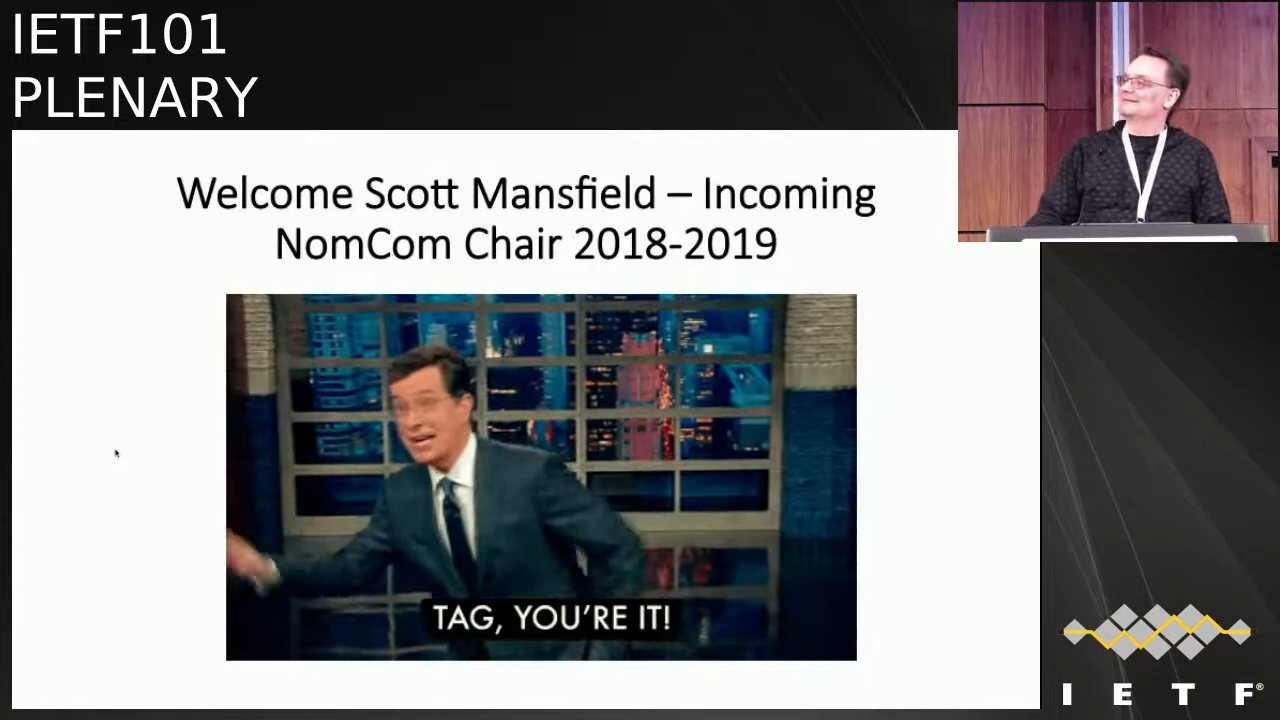 IETF101
PLENARY
Welcome Scott Mansfield – Incoming
NomCom Chair 2018-2019
TAG, YOU'RE IT!
I E T F®